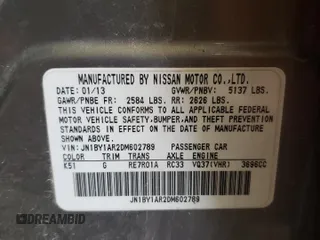 MANUFACTURED BY NISSAN MOTOR CO.,LTD.
DATE: 01/13 GVWR/PNBV: 5137 LBS.
GAWR/PNBE FR: 2584 LBS. RR: 2626 LBS.
THIS VEHICLE CONFORMS TO ALL APPLICABLE FEDERAL
MOTOR VEHICLE SAFETY, BUMPER, AND THEFT
PREVENTION STANDARDS IN EFFECT ON THE DATE OF MANUFACTURE
SHOWN ABOVE.
VIN: JN1BY1AR2DM602789 PASSENGER CAR
COLOR TRIM TRANS AXLE ENGINE
K51 G RE7R01A RC33 VQ37(VHR) 3696CC
JN1BY1AR2DM602789
DREAMBID